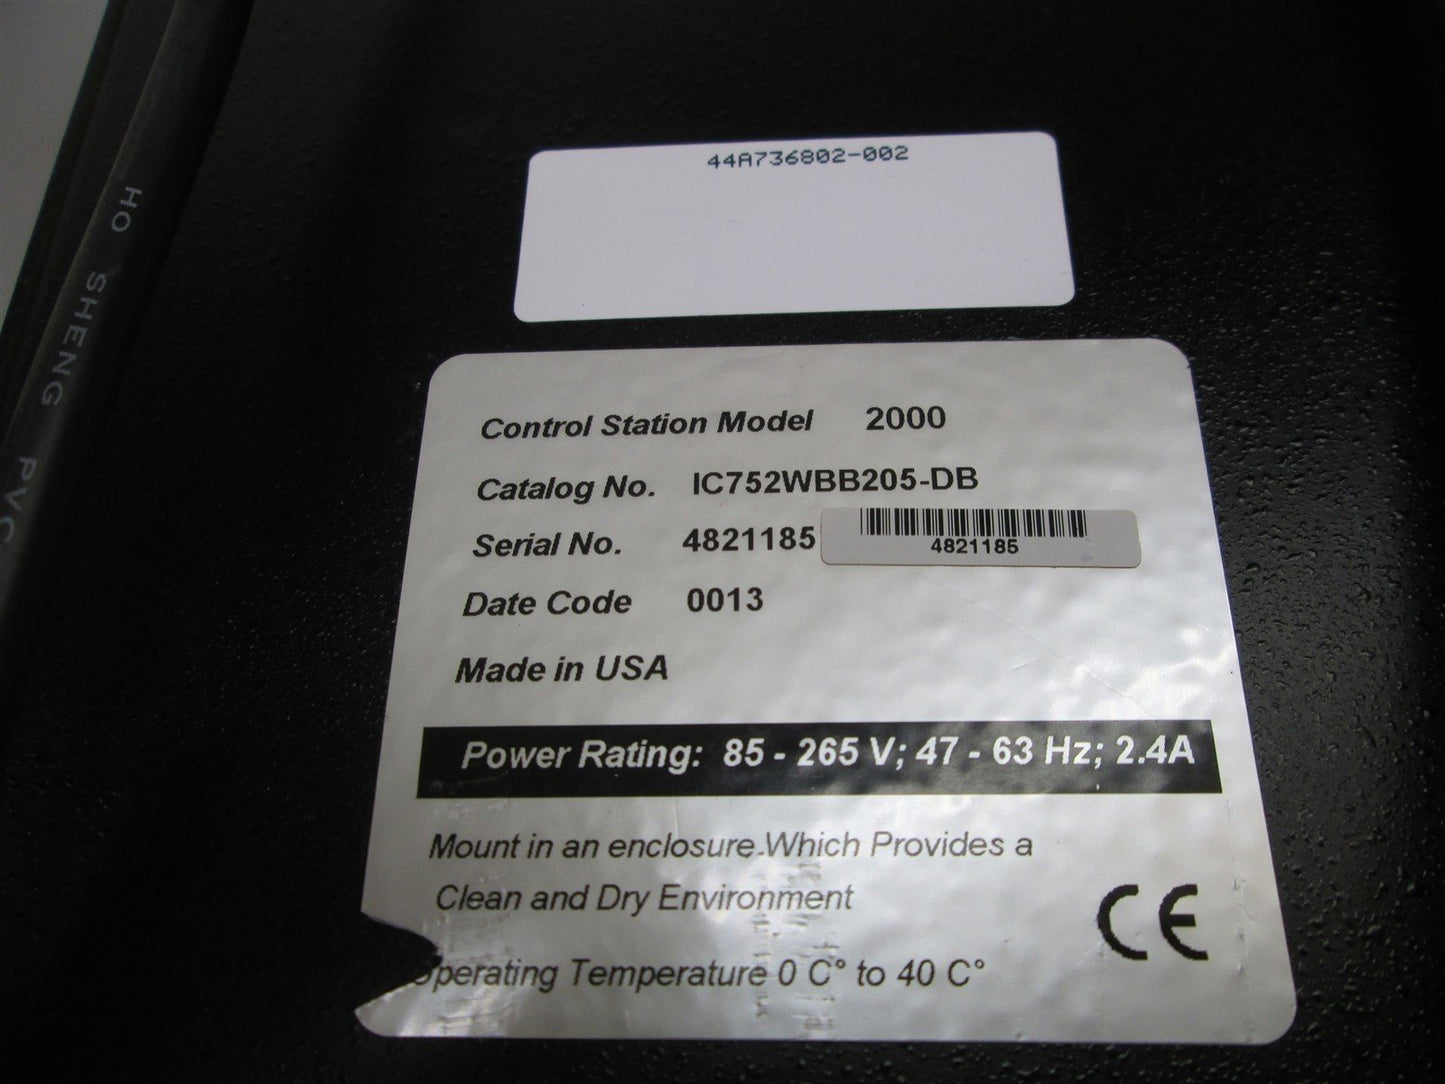 44A736802-002
Control Station Model 2000
Catalog No. IC752WBB205-DB
Serial No. 4821185
4821185
Date Code 0013
Made in USA
Power Rating: 85 - 265 V; 47 - 63 Hz; 2.4A
Mount in an enclosure.Which Provides a
Clean and Dry Environment
CE
Operating Temperature 0 C° to 40 C°
HO SHENG PVC